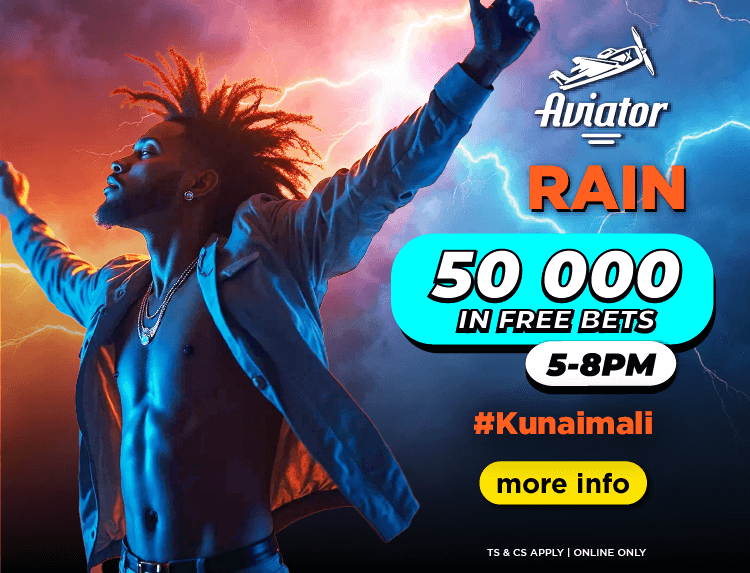 Aviator
RAIN
50 000
IN FREE BETS
5-8PM
#Kunaimali
more info
TS & CS APPLY | ONLINE ONLY